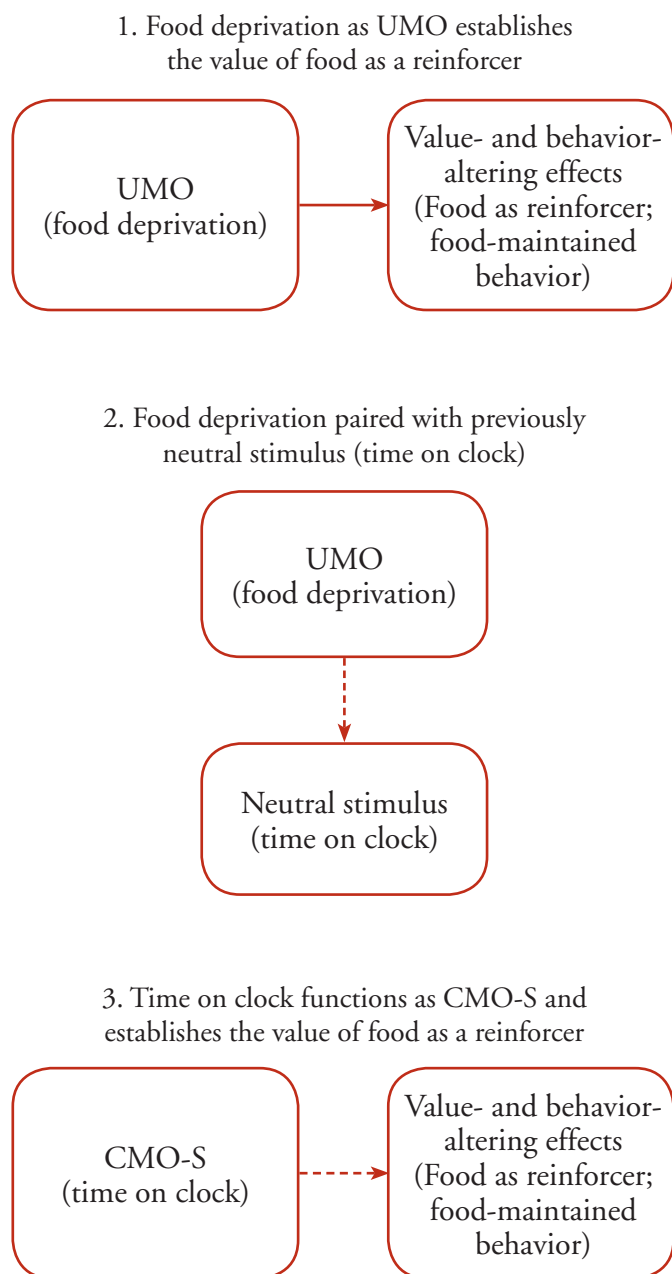 1. Food deprivation as UMO establishes
the value of food as a reinforcer
UMO
(food deprivation)
Value- and behavior-
altering effects
(Food as reinforcer;
food-maintained
behavior)
2. Food deprivation paired with previously
neutral stimulus (time on clock)
UMO
(food deprivation)
Neutral stimulus
(time on clock)
3. Time on clock functions as CMO-S and
establishes the value of food as a reinforcer
CMO-S
(time on clock)
Value- and behavior-
altering effects
(Food as reinforcer;
food-maintained
behavior)